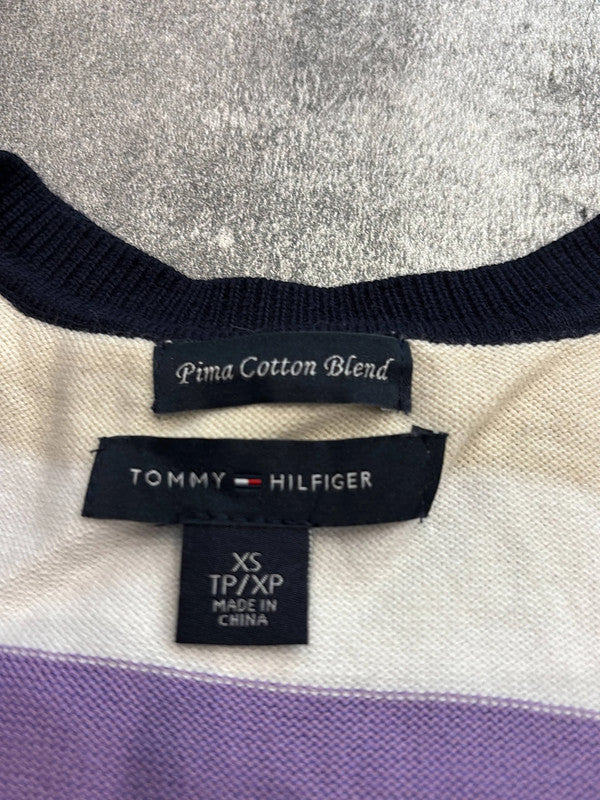 Pima Cotton Blend
TOMMY HILFIGER
XS
TP/XP
MADE IN
CHINA